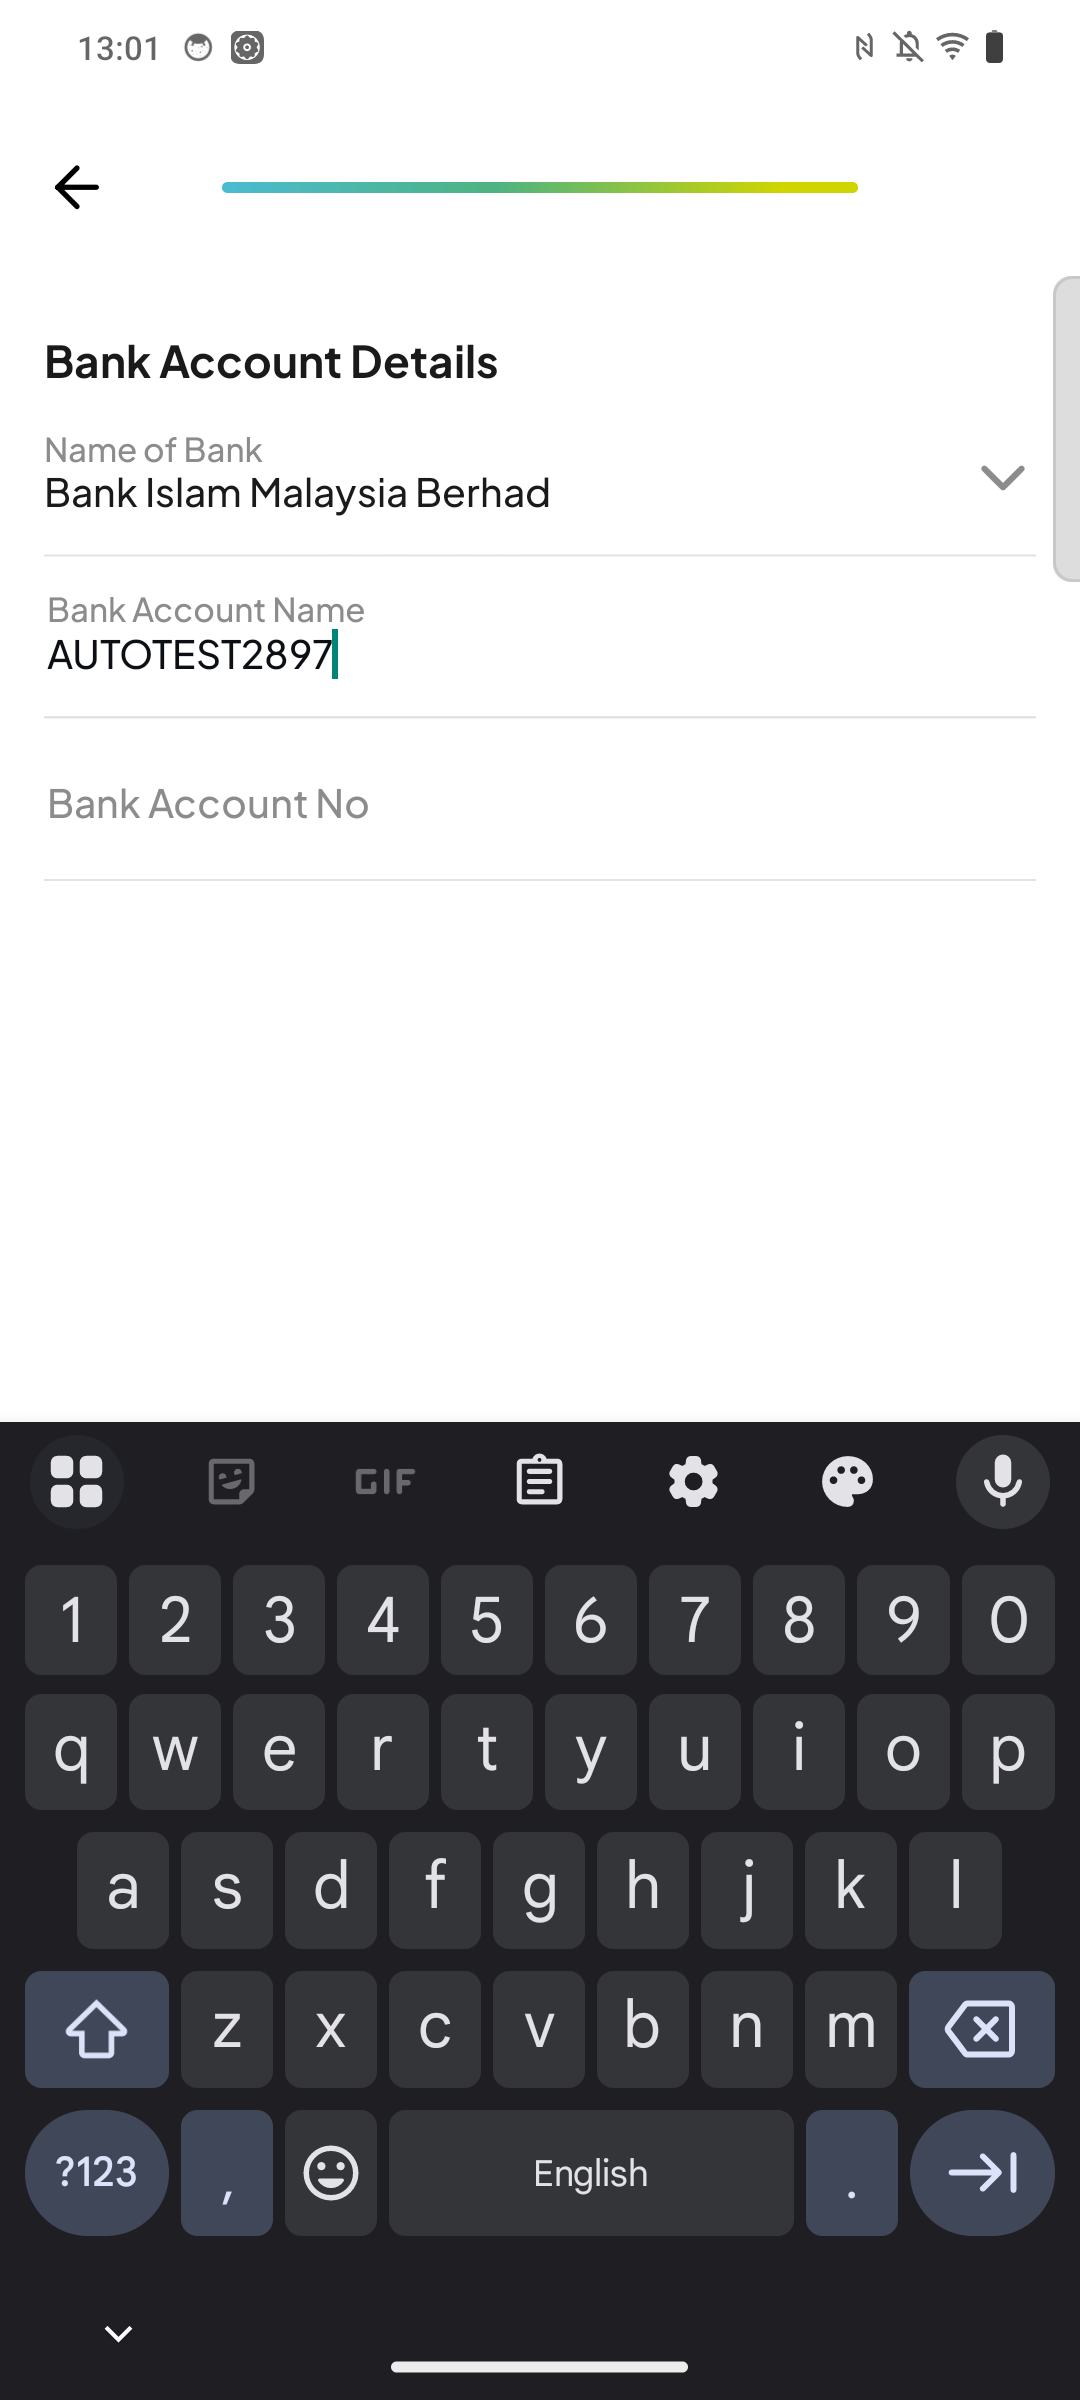 13:01
Bank Account Details
Name of Bank
Bank Islam Malaysia Berhad
Bank Account Name
AUTOTEST2897
Bank Account No
GIF
1 2 3 4 5 6 7 8 9 0
q w e r t y u i o p
a s d f g h j k l
z x c v b n m
?123 , English .